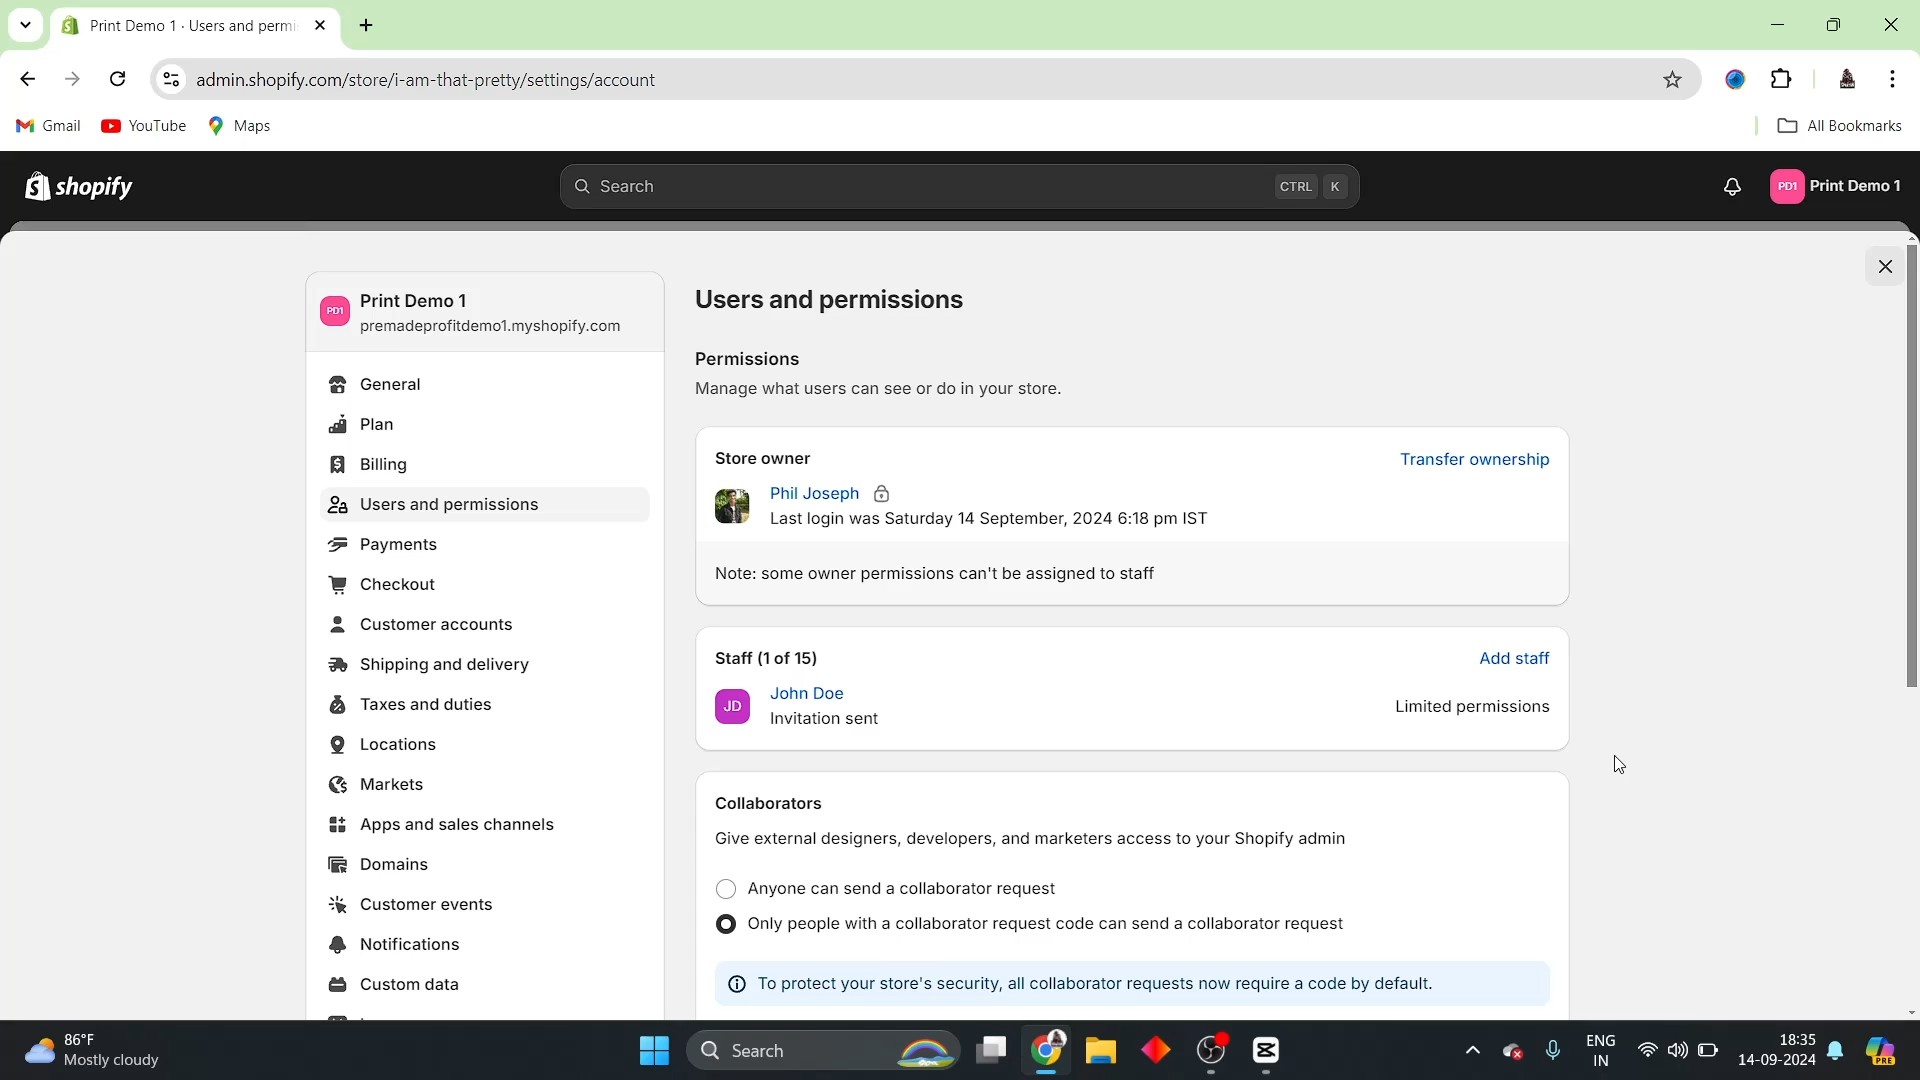 Print Demo 1 · Users and permi
admin.shopify.com/store/i-am-that-pretty/settings/account
Gmail
YouTube
Maps
All Bookmarks
shopify
Search
CTRL K
PD1
Print Demo 1
PD1
Print Demo 1
premadeprofitdemo1.myshopify.com
General
Plan
Billing
Users and permissions
Payments
Checkout
Customer accounts
Shipping and delivery
Taxes and duties
Locations
Markets
Apps and sales channels
Domains
Customer events
Notifications
Custom data
Users and permissions
Permissions
Manage what users can see or do in your store.
Store owner
Transfer ownership
Phil Joseph
Last login was Saturday 14 September, 2024 6:18 pm IST
Note: some owner permissions can't be assigned to staff
Staff (1 of 15)
Add staff
JD
John Doe
Invitation sent
Limited permissions
Collaborators
Give external designers, developers, and marketers access to your Shopify admin
Anyone can send a collaborator request
Only people with a collaborator request code can send a collaborator request
To protect your store's security, all collaborator requests now require a code by default.
86°F
Mostly cloudy
Search
ENG
IN
18:35
14-09-2024
PRE